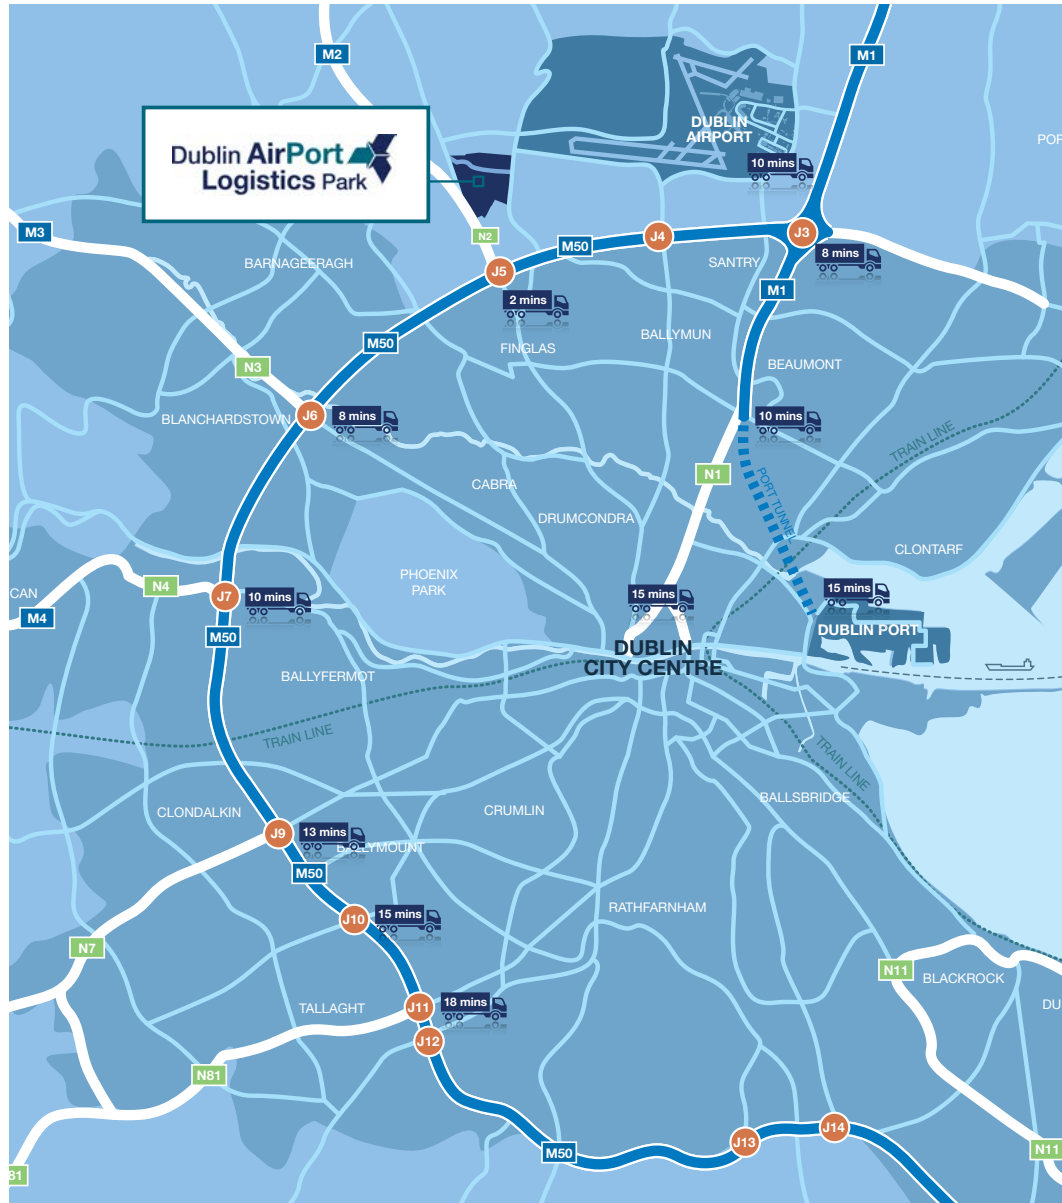 M2
M1
DUBLIN
AIRPORT
Dublin AirPort
Logistics Park
10 mins
M3
N2
J4
J3
M50
8 mins
SANTRY
BARNAGEERAGH
J5
M1
2 mins
BALLYMUN
M50
FINGLAS
BEAUMONT
N3
BLANCHARDSTOWN
J6
8 mins
10 mins
TRAIN LINE
N1
CABRA
PORT TUNNEL
DRUMCONDRA
CLONTARF
PHOENIX
PARK
N4
J7
10 mins
15 mins
15 mins
M4
M50
DUBLIN PORT
DUBLIN
CITY CENTRE
BALLYFERMOT
TRAIN LINE
TRAIN LINE
BALLSBRIDGE
CLONDALKIN
CRUMLIN
J9
13 mins
BALLYMOUNT
M50
RATHFARNHAM
J10
15 mins
N7
N11
BLACKROCK
TALLAGHT
J11
18 mins
J12
N81
J13
J14
M50
N11